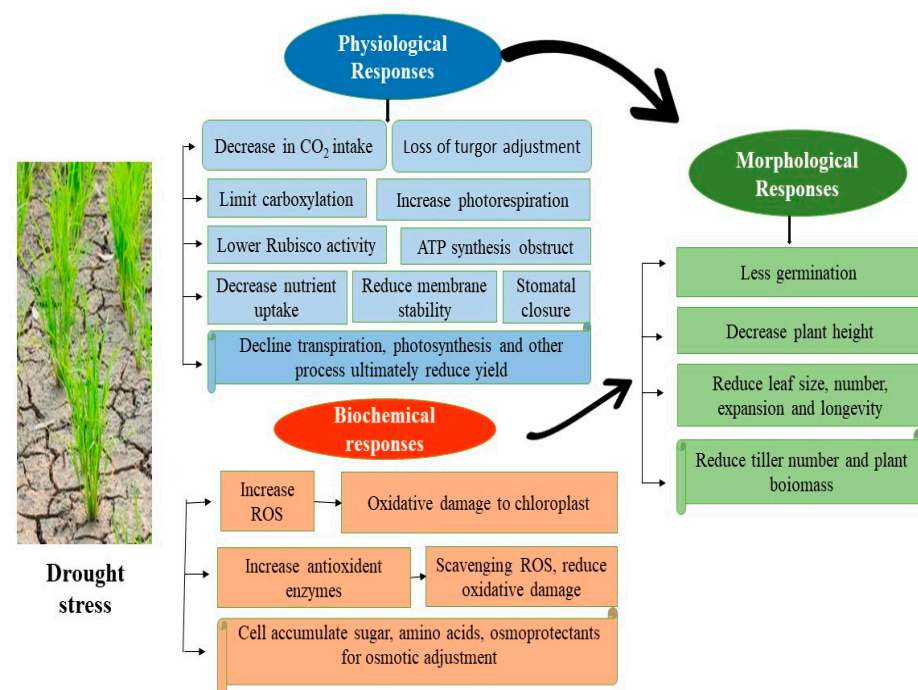 Physiological
Responses
Decrease in CO₂ intake
Loss of turgor adjustment
Limit carboxylation
Increase photorespiration
Lower Rubisco activity
ATP synthesis obstruct
Decrease nutrient
uptake
Reduce membrane
stability
Stomatal
closure
Decline transpiration, photosynthesis and other
process ultimately reduce yield
Biochemical
responses
Increase
ROS
Oxidative damage to chloroplast
Increase antioxident
enzymes
Scavenging ROS, reduce
oxidative damage
Cell accumulate sugar, amino acids, osmoprotectants
for osmotic adjustment
Drought
stress
Morphological
Responses
Less germination
Decrease plant height
Reduce leaf size, number,
expansion and longevity
Reduce tiller number and plant
boiomass